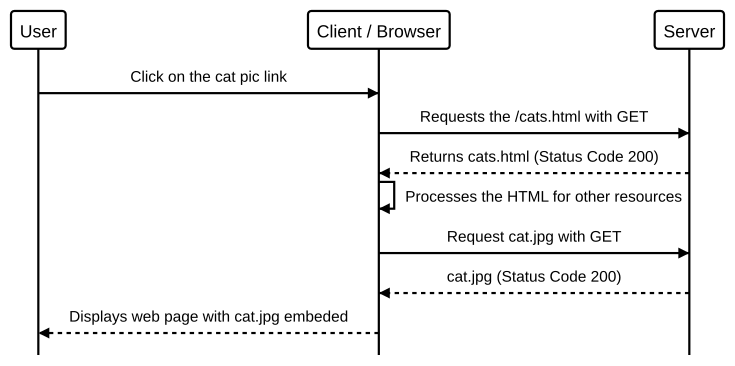 User
Client / Browser
Server
Click on the cat pic link
Requests the /cats.html with GET
Returns cats.html (Status Code 200)
Processes the HTML for other resources
Request cat.jpg with GET
cat.jpg (Status Code 200)
Displays web page with cat.jpg embeded